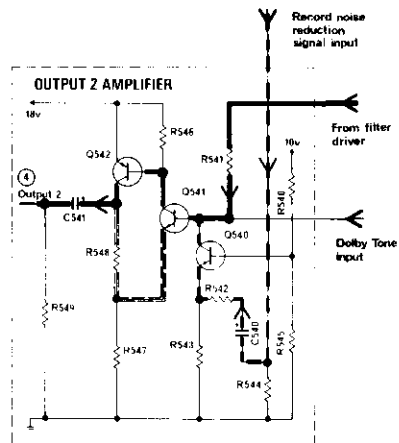 Record noise
reduction
signal input
OUTPUT 2 AMPLIFIER
18v
R546
From filter
driver
Q542
R541
10v
④
Output 2
C541
Q541
R540
Q540
Dolby Tone
input
R548
R542
R549
C540
R547
R543
R545
R544